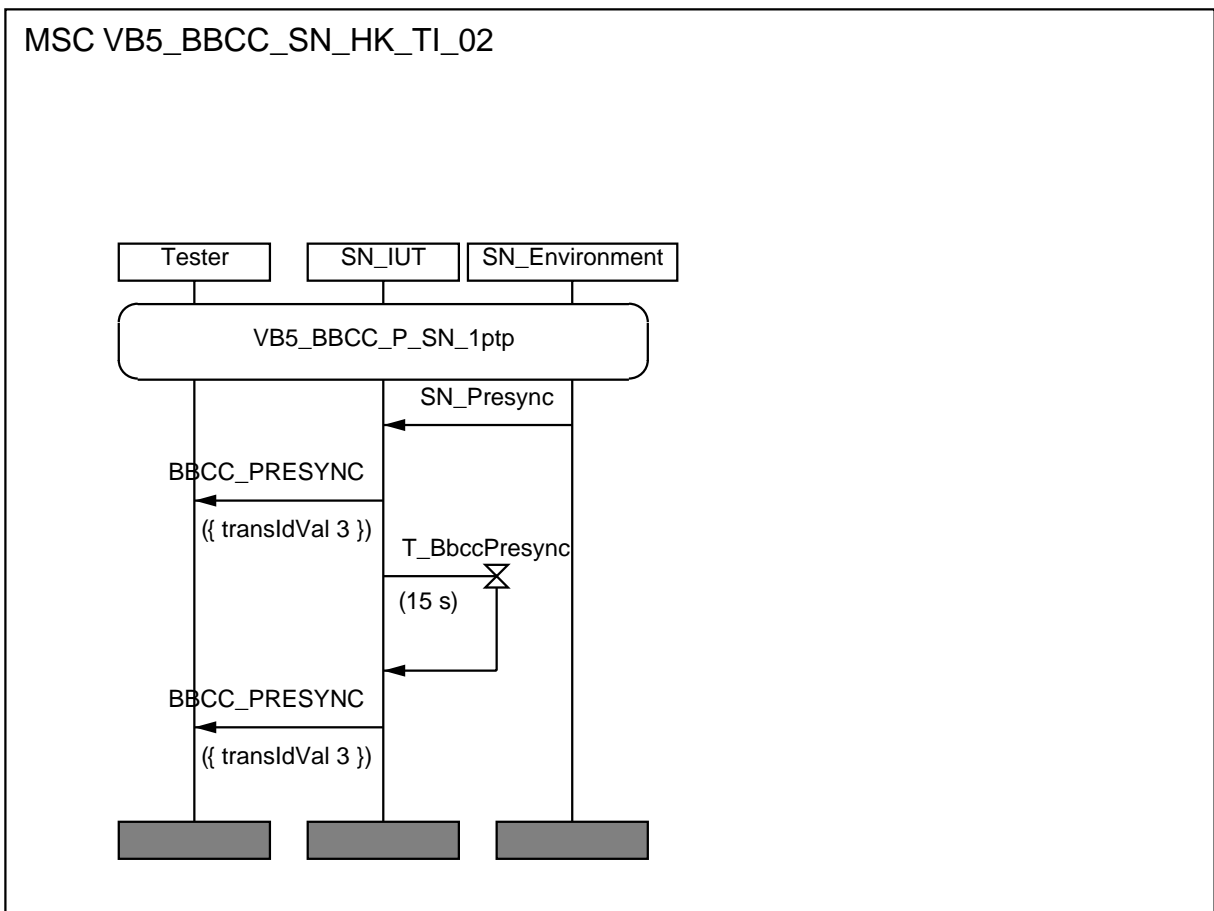 MSC VB5_BBCC_SN_HK_TI_02
Tester SN_IUT SN_Environment
VB5_BBCC_P_SN_1ptp
SN_Presync
BBCC_PRESYNC
({ transIdVal 3 })
T_BbccPresync
(15 s)
BBCC_PRESYNC
({ transIdVal 3 })